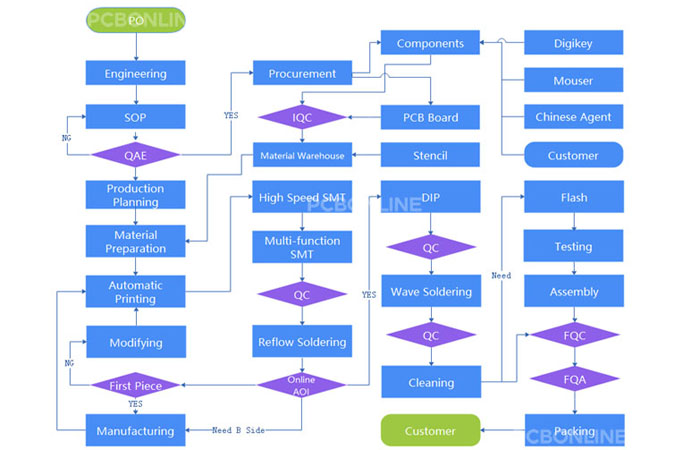 PO
PCBONLINE
Engineering
Procurement
Components
Digikey
Mouser
SOP
NG
YES
IQC
PCB Board
Chinese Agent
QAE
Material Warehouse
Stencil
Customer
Production
Planning
High Speed SMT
PCBONLINE
DIP
Flash
Material
Preparation
Multi-function
SMT
QC
Testing
Need
Automatic
Printing
QC
YES
Wave Soldering
Assembly
Modifying
Reflow Soldering
QC
FQC
NG
First Piece
Online
AOI
Cleaning
FQA
YES
Manufacturing
Need B Side
Customer
Packing
CBONLINE